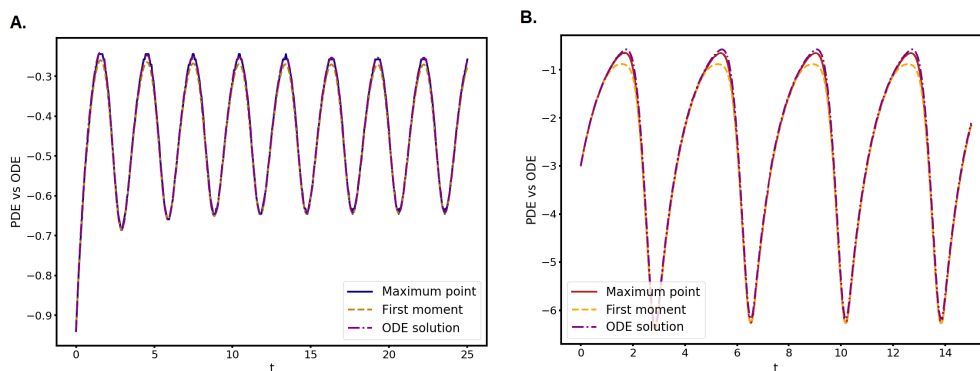 A.
PDE vs ODE
−0.3
−0.4
−0.5
−0.6
−0.7
−0.8
−0.9
Maximum point
First moment
ODE solution
0 5 10 15 20 25
t
B.
PDE vs ODE
−1
−2
−3
−4
−5
−6
Maximum point
First moment
ODE solution
0 2 4 6 8 10 12 14
t